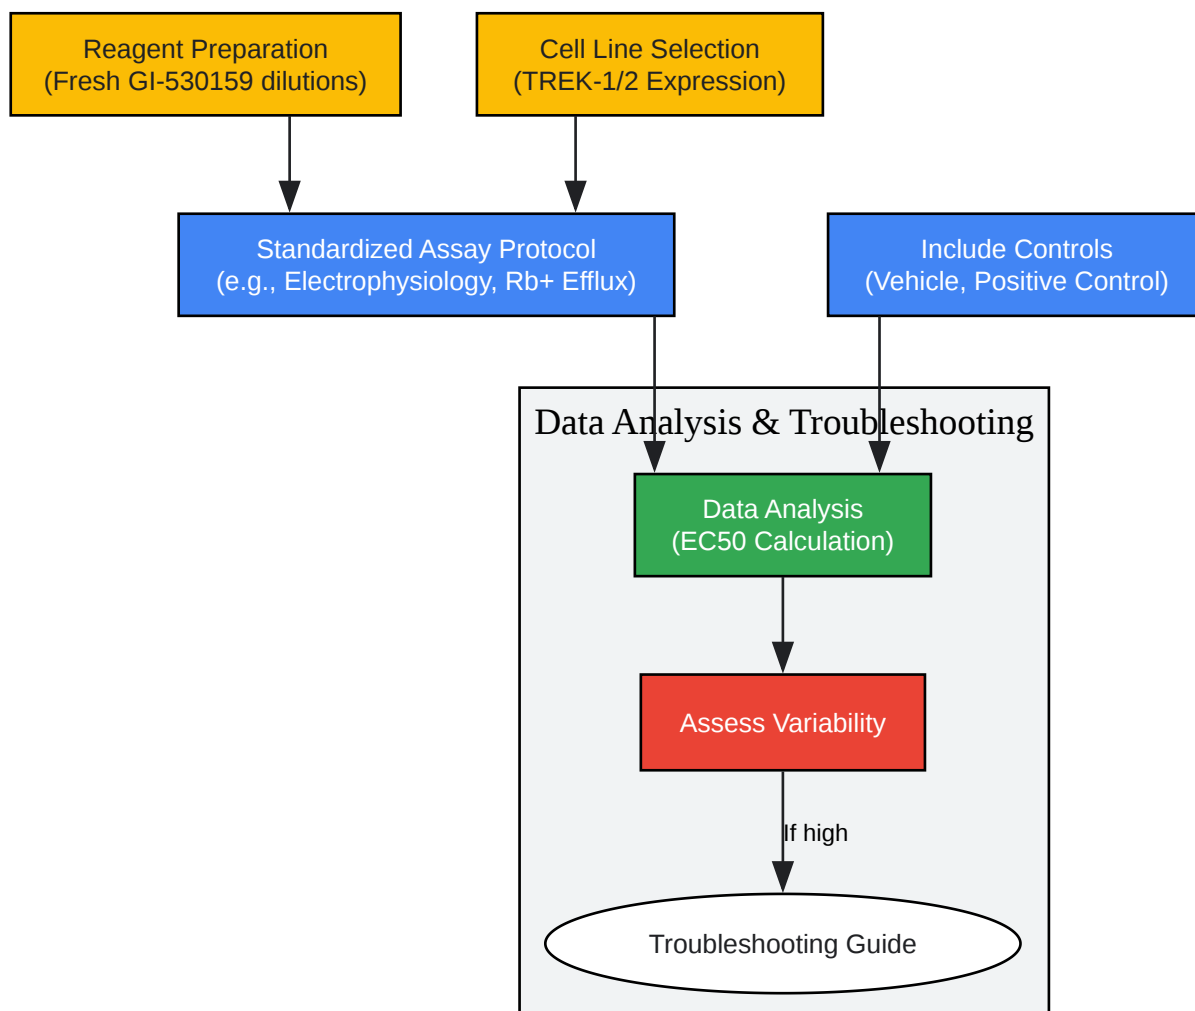 Reagent Preparation
(Fresh GI-530159 dilutions)
Cell Line Selection
(TREK-1/2 Expression)
Standardized Assay Protocol
(e.g., Electrophysiology, Rb+ Efflux)
Include Controls
(Vehicle, Positive Control)
Data Analysis & Troubleshooting
Data Analysis
(EC50 Calculation)
Assess Variability
If high
Troubleshooting Guide